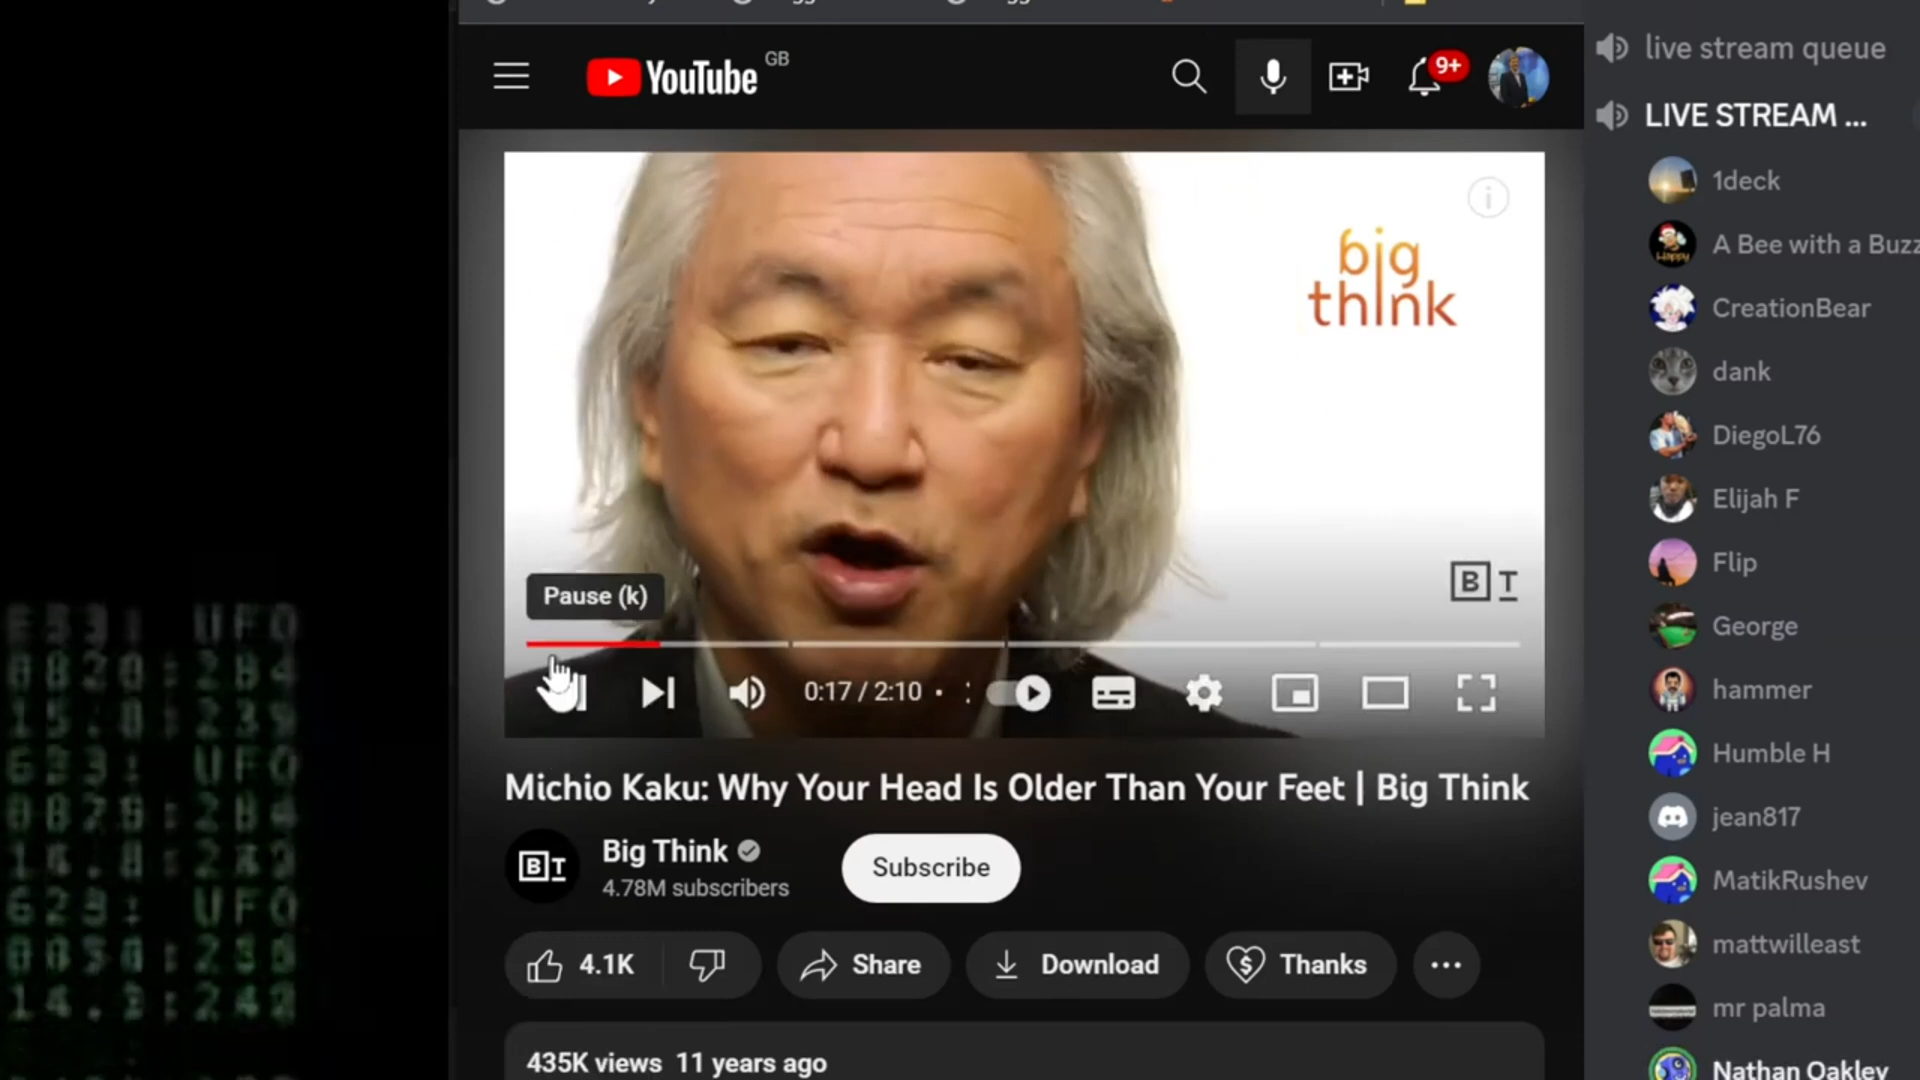 YouTube GB
9+
big
think
BT
Pause (k)
0:17 / 2:10
Michio Kaku: Why Your Head Is Older Than Your Feet | Big Think
BT
Big Think
4.78M subscribers
Subscribe
4.1K
Share
Download
Thanks
435K views 11 years ago
live stream queue
LIVE STREAM ...
1deck
A Bee with a Buzz
Happy
CreationBear
dank
DiegoL76
Elijah F
Flip
George
hammer
Humble H
jean817
MatikRushev
mattwilleast
mr palma
Nathan Oakley
UFO
UFO
UFO